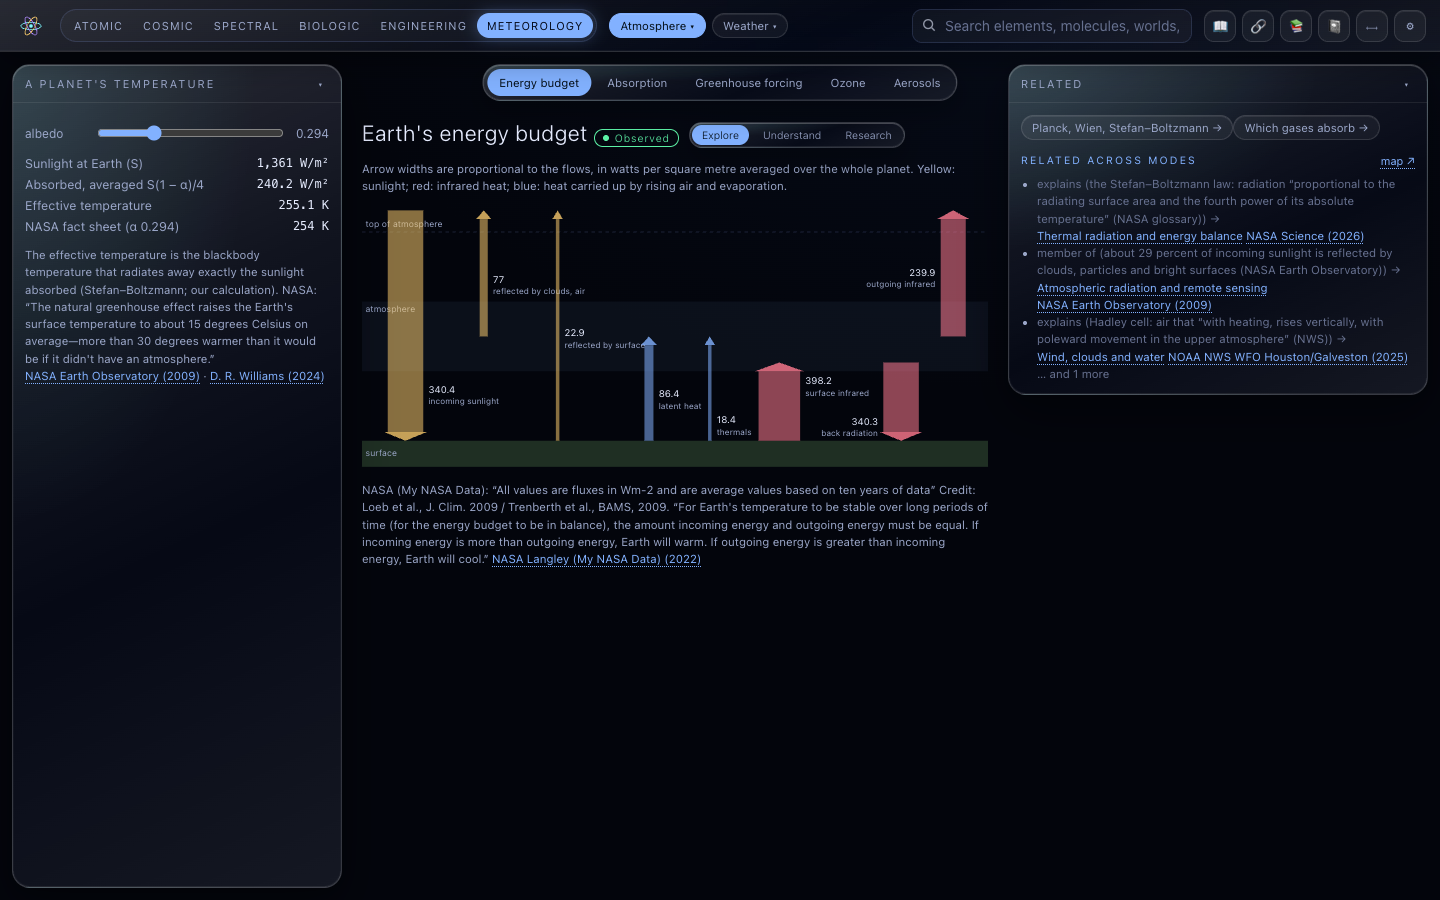 ATOMIC COSMIC SPECTRAL BIOLOGIC ENGINEERING METEOROLOGY Atmosphere ▾ Weather ▾ Search elements, molecules, worlds,
A PLANET'S TEMPERATURE
albedo 0.294
Sunlight at Earth (S) 1,361 W/m²
Absorbed, averaged S(1 − α)/4 240.2 W/m²
Effective temperature 255.1 K
NASA fact sheet (α 0.294) 254 K
The effective temperature is the blackbody
temperature that radiates away exactly the sunlight
absorbed (Stefan–Boltzmann; our calculation). NASA:
“The natural greenhouse effect raises the Earth's
surface temperature to about 15 degrees Celsius on
average—more than 30 degrees warmer than it would
be if it didn't have an atmosphere.”
NASA Earth Observatory (2009) · D. R. Williams (2024)
Energy budget Absorption Greenhouse forcing Ozone Aerosols
Earth's energy budget Observed Explore Understand Research
Arrow widths are proportional to the flows, in watts per square metre averaged over the whole planet. Yellow:
sunlight; red: infrared heat; blue: heat carried up by rising air and evaporation.
top of atmosphere
atmosphere
surface
340.4
incoming sunlight
77
reflected by clouds, air
22.9
reflected by surface
86.4
latent heat
18.4
thermals
398.2
surface infrared
340.3
back radiation
239.9
outgoing infrared
NASA (My NASA Data): “All values are fluxes in Wm-2 and are average values based on ten years of data” Credit:
Loeb et al., J. Clim. 2009 / Trenberth et al., BAMS, 2009. “For Earth's temperature to be stable over long periods of
time (for the energy budget to be in balance), the amount incoming energy and outgoing energy must be equal. If
incoming energy is more than outgoing energy, Earth will warm. If outgoing energy is greater than incoming
energy, Earth will cool.” NASA Langley (My NASA Data) (2022)
RELATED
Planck, Wien, Stefan–Boltzmann → Which gases absorb →
RELATED ACROSS MODES map ↗
explains (the Stefan–Boltzmann law: radiation “proportional to the
radiating surface area and the fourth power of its absolute
temperature” (NASA glossary)) →
Thermal radiation and energy balance NASA Science (2026)
member of (about 29 percent of incoming sunlight is reflected by
clouds, particles and bright surfaces (NASA Earth Observatory)) →
Atmospheric radiation and remote sensing
NASA Earth Observatory (2009)
explains (Hadley cell: air that “with heating, rises vertically, with
poleward movement in the upper atmosphere” (NWS)) →
Wind, clouds and water NOAA NWS WFO Houston/Galveston (2025)
… and 1 more